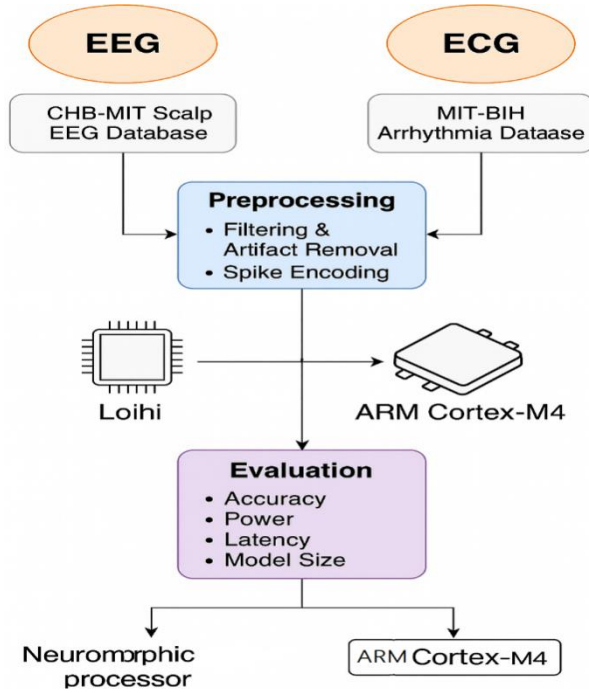 EEG
ECG
CHB-MIT Scalp
EEG Database
MIT-BIH
Arrhythmia Dataase
Preprocessing
• Filtering &
Artifact Removal
• Spike Encoding
Loihi
ARM Cortex-M4
Evaluation
• Accuracy
• Power
• Latency
• Model Size
Neuromorphic
processor
ARM Cortex-M4